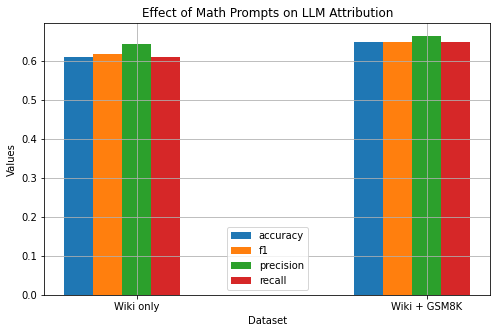 Effect of Math Prompts on LLM Attribution
Values
0.6
0.5
0.4
0.3
0.2
0.1
0.0
accuracy
f1
precision
recall
Wiki only
Wiki + GSM8K
Dataset